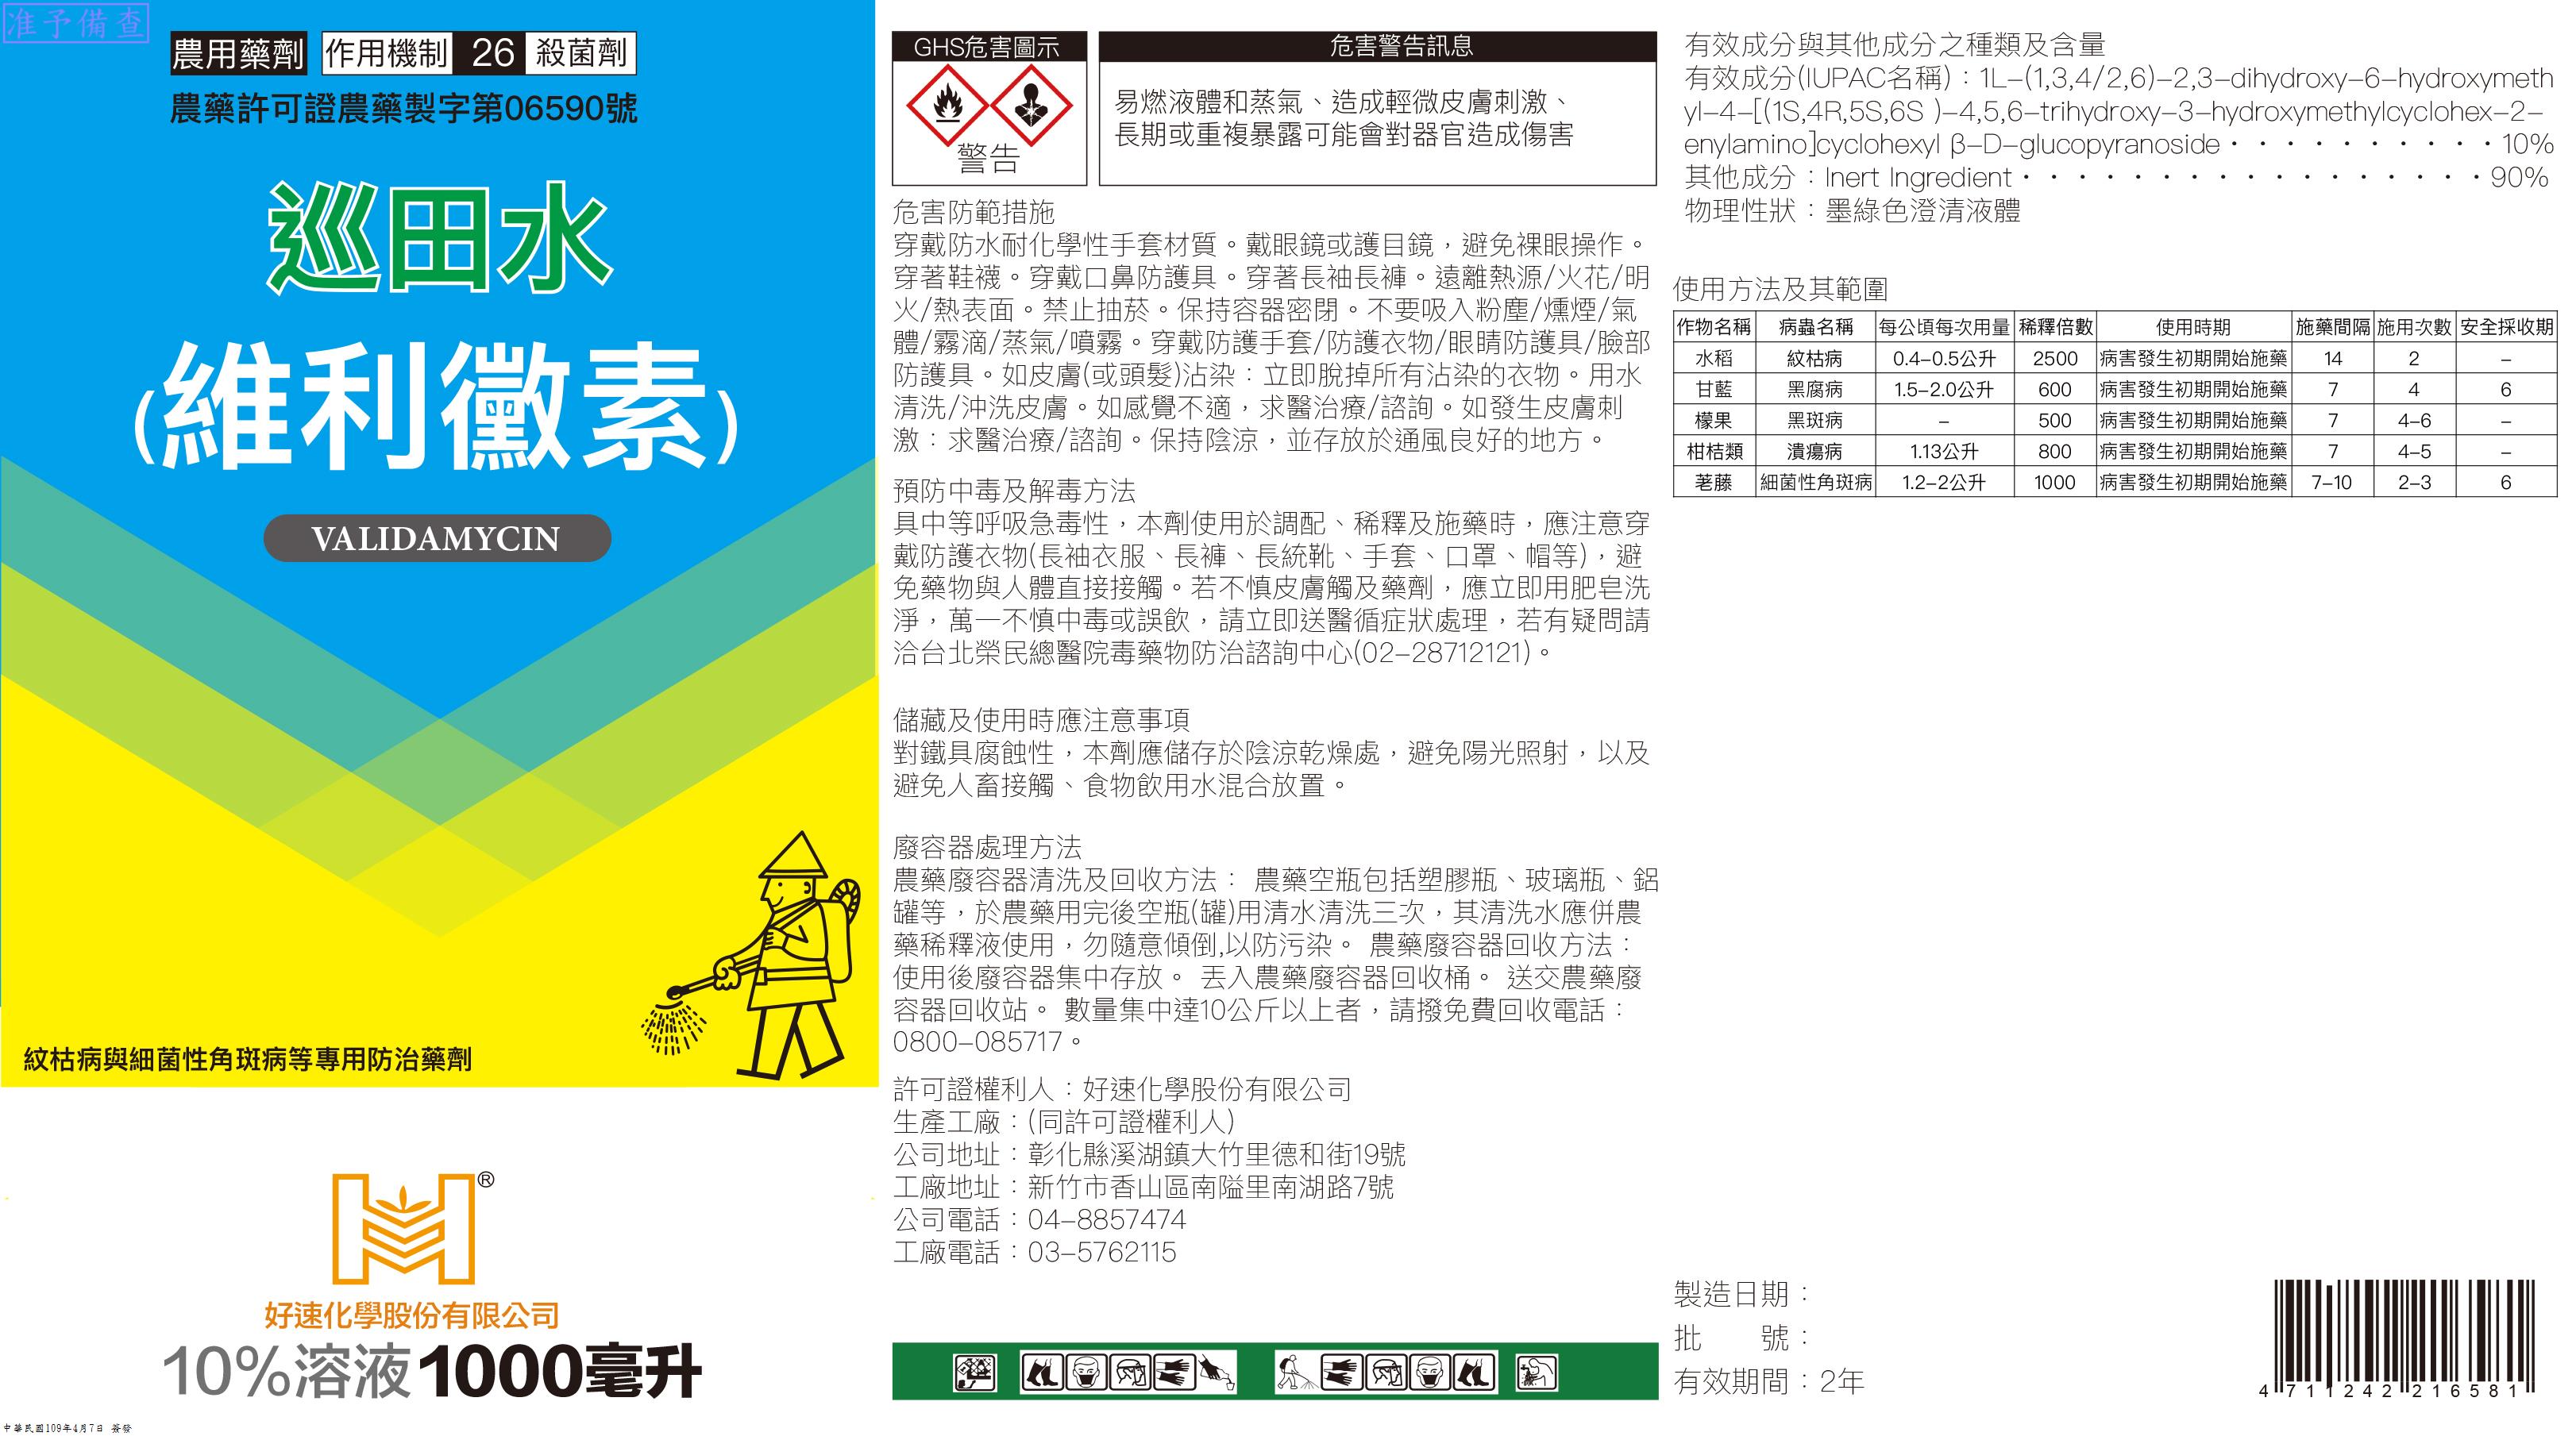 准予備查
農用藥劑 作用機制 26 殺菌劑
農藥許可證農藥製字第06590號
巡田水
(維利黴素)
VALIDAMYCIN
紋枯病與細菌性角斑病等專用防治藥劑
®
好速化學股份有限公司
10%溶液1000毫升
中華民國109年4月7日 簽發
GHS危害圖示
警告
危害警告訊息
易燃液體和蒸氣、造成輕微皮膚刺激、
長期或重複暴露可能會對器官造成傷害
危害防範措施
穿戴防水耐化學性手套材質。戴眼鏡或護目鏡，避免裸眼操作。
穿著鞋襪。穿戴口鼻防護具。穿著長袖長褲。遠離熱源/火花/明
火/熱表面。禁止抽菸。保持容器密閉。不要吸入粉塵/燻煙/氣
體/霧滴/蒸氣/噴霧。穿戴防護手套/防護衣物/眼睛防護具/臉部
防護具。如皮膚(或頭髮)沾染：立即脫掉所有沾染的衣物。用水
清洗/沖洗皮膚。如感覺不適，求醫治療/諮詢。如發生皮膚刺
激：求醫治療/諮詢。保持陰涼，並存放於通風良好的地方。
預防中毒及解毒方法
具中等呼吸急毒性，本劑使用於調配、稀釋及施藥時，應注意穿
戴防護衣物(長袖衣服、長褲、長統靴、手套、口罩、帽等)，避
免藥物與人體直接接觸。若不慎皮膚觸及藥劑，應立即用肥皂洗
淨，萬一不慎中毒或誤飲，請立即送醫循症狀處理，若有疑問請
洽台北榮民總醫院毒藥物防治諮詢中心(02-28712121)。
儲藏及使用時應注意事項
對鐵具腐蝕性，本劑應儲存於陰涼乾燥處，避免陽光照射，以及
避免人畜接觸、食物飲用水混合放置。
廢容器處理方法
農藥廢容器清洗及回收方法： 農藥空瓶包括塑膠瓶、玻璃瓶、鋁
罐等，於農藥用完後空瓶(罐)用清水清洗三次，其清洗水應併農
藥稀釋液使用，勿隨意傾倒,以防污染。 農藥廢容器回收方法：
使用後廢容器集中存放。 丟入農藥廢容器回收桶。 送交農藥廢
容器回收站。 數量集中達10公斤以上者，請撥免費回收電話：
0800-085717。
許可證權利人：好速化學股份有限公司
生產工廠：(同許可證權利人)
公司地址：彰化縣溪湖鎮大竹里德和街19號
工廠地址：新竹市香山區南隘里南湖路7號
公司電話：04-8857474
工廠電話：03-5762115
有效成分與其他成分之種類及含量
有效成分(IUPAC名稱)：1L-(1,3,4/2,6)-2,3-dihydroxy-6-hydroxymeth
yl-4-[(1S,4R,5S,6S )-4,5,6-trihydroxy-3-hydroxymethylcyclohex-2-
enylamino]cyclohexyl β-D-glucopyranoside・・・・・・・・・・10%
其他成分：Inert Ingredient・・・・・・・・・・・・・・・・・90%
物理性狀：墨綠色澄清液體
使用方法及其範圍
作物名稱 病蟲名稱 每公頃每次用量 稀釋倍數 使用時期 施藥間隔 施用次數 安全採收期
水稻 紋枯病 0.4-0.5公升 2500 病害發生初期開始施藥 14 2 -
甘藍 黑腐病 1.5-2.0公升 600 病害發生初期開始施藥 7 4 6
檬果 黑斑病 - 500 病害發生初期開始施藥 7 4-6 -
柑桔類 潰瘍病 1.13公升 800 病害發生初期開始施藥 7 4-5 -
荖藤 細菌性角斑病 1.2-2公升 1000 病害發生初期開始施藥 7-10 2-3 6
製造日期：
批　　號：
有效期間：2年
4 711242 216581